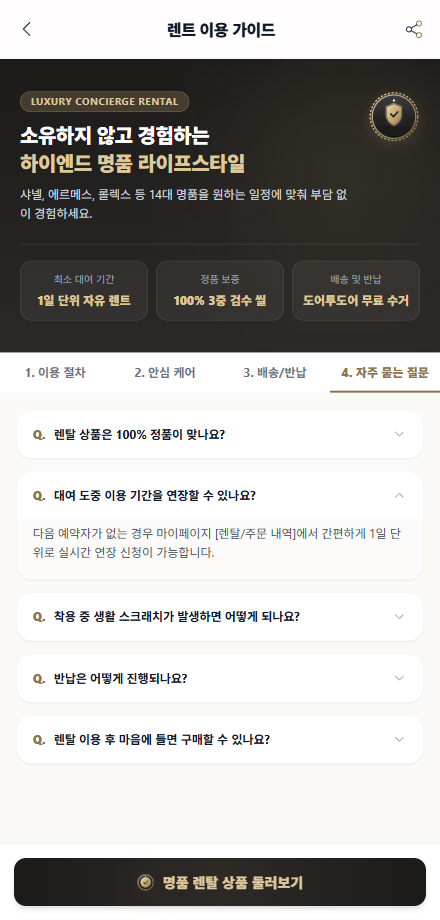 렌트 이용 가이드
LUXURY CONCIERGE RENTAL
소유하지 않고 경험하는
하이엔드 명품 라이프스타일
샤넬, 에르메스, 롤렉스 등 14대 명품을 원하는 일정에 맞춰 부담 없
이 경험하세요.
최소 대여 기간
1일 단위 자유 렌트
정품 보증
100% 3중 검수 씰
배송 및 반납
도어투도어 무료 수거
1. 이용 절차
2. 안심 케어
3. 배송/반납
4. 자주 묻는 질문
Q. 렌탈 상품은 100% 정품이 맞나요?
Q. 대여 도중 이용 기간을 연장할 수 있나요?
다음 예약자가 없는 경우 마이페이지 [렌탈/주문 내역]에서 간편하게 1일 단
위로 실시간 연장 신청이 가능합니다.
Q. 착용 중 생활 스크래치가 발생하면 어떻게 되나요?
Q. 반납은 어떻게 진행되나요?
Q. 렌탈 이용 후 마음에 들면 구매할 수 있나요?
명품 렌탈 상품 둘러보기